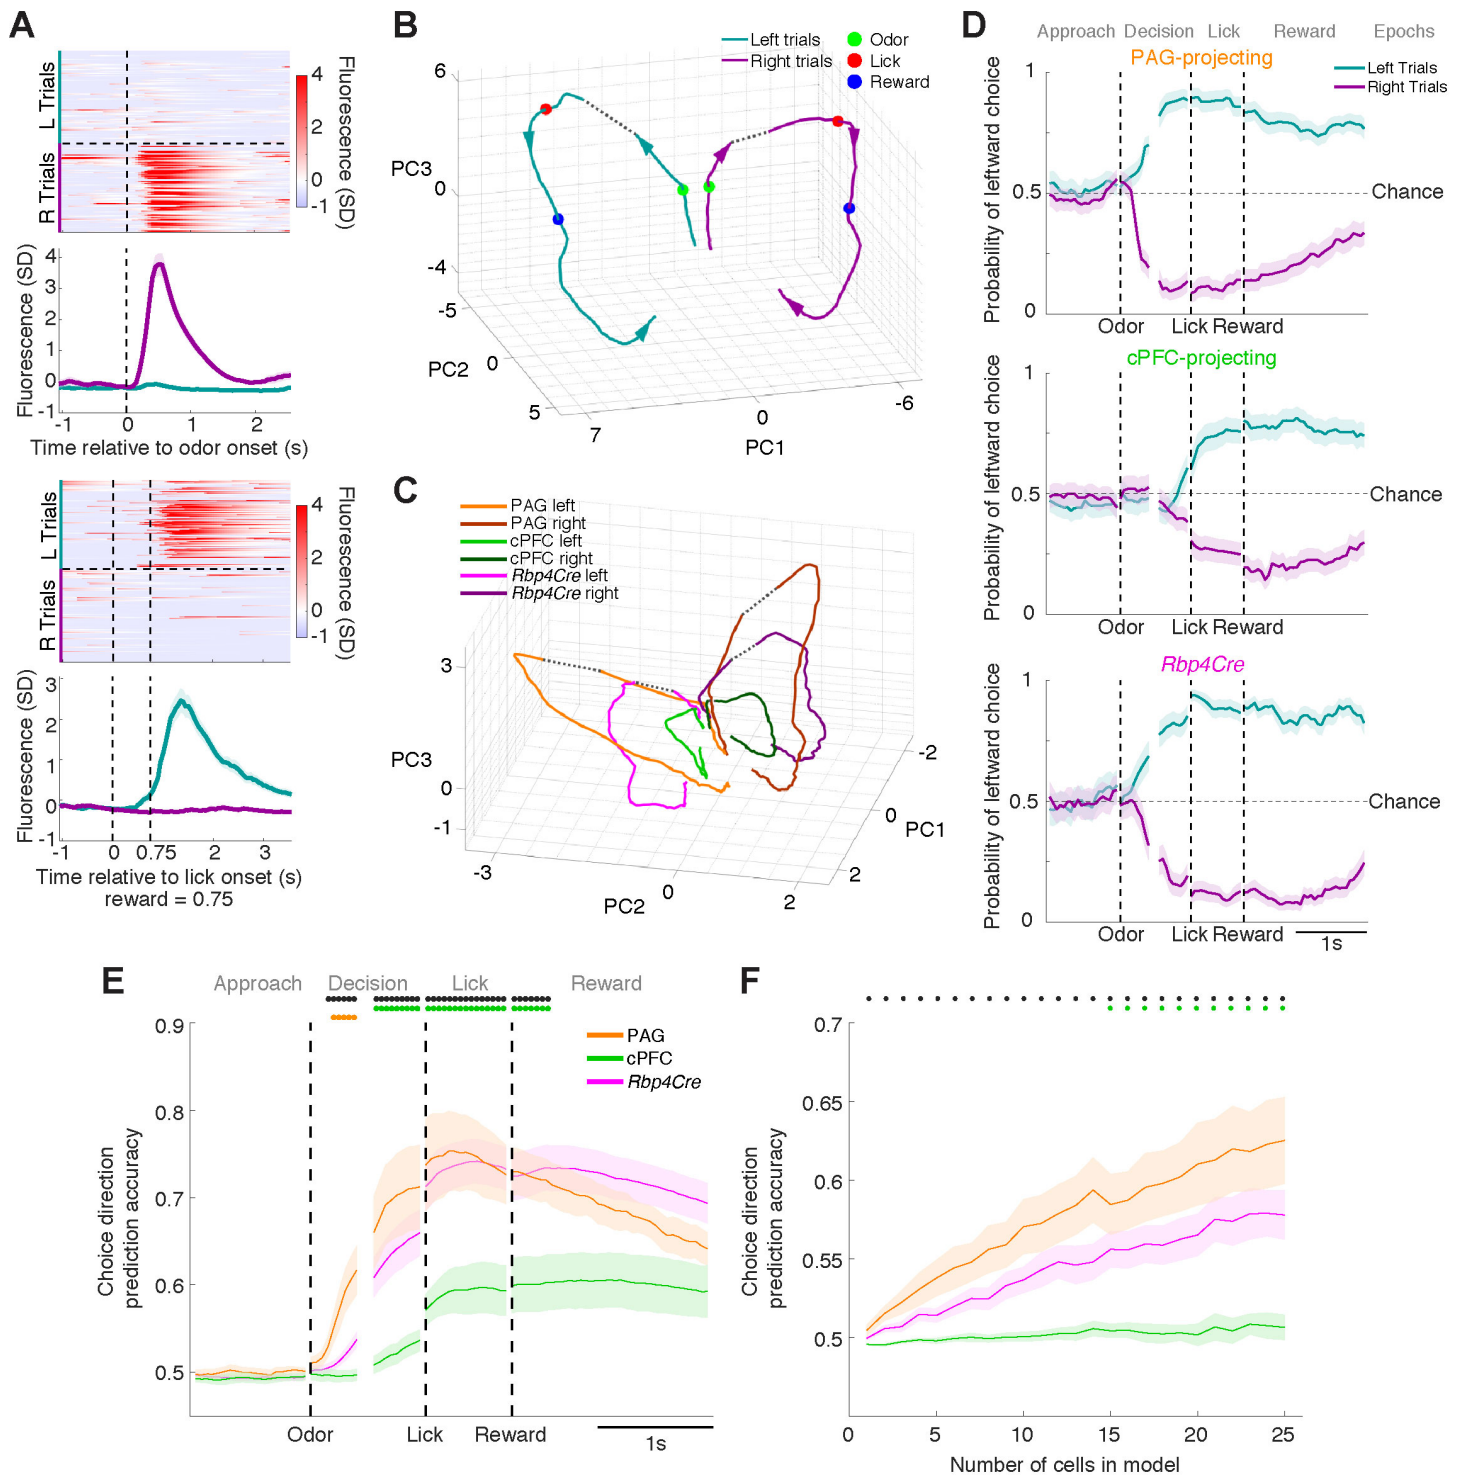 A
L Trials
R Trials
4
2
0
-1
Fluorescence (SD)
Fluorescence (SD)
4
3
2
1
0
-1
-1 0 1 2
Time relative to odor onset (s)
L Trials
R Trials
4
2
0
-1
Fluorescence (SD)
Fluorescence (SD)
3
2
1
0
-1
-1 0 0.75 2 3
Time relative to lick onset (s)
reward = 0.75
B
Left trials
Right trials
Odor
Lick
Reward
6
PC3
0
-4
-5
PC2
0
5
7
0
-6
PC1
C
PAG left
PAG right
cPFC left
cPFC right
Rbp4Cre left
Rbp4Cre right
3
PC3
0
-1
-3
0
PC2
2
2
0
PC1
-2
D
Approach Decision Lick Reward Epochs
PAG-projecting
Left Trials
Right Trials
Probability of leftward choice
1
0.5
0
Chance
Odor Lick Reward
cPFC-projecting
Probability of leftward choice
1
0.5
0
Chance
Odor Lick Reward
Rbp4Cre
Probability of leftward choice
1
0.5
0
Chance
Odor Lick Reward
1s
E
Approach Decision Lick Reward
PAG
cPFC
Rbp4Cre
Choice direction
prediction accuracy
0.9
0.8
0.7
0.6
0.5
Odor Lick Reward
1s
F
Choice direction
prediction accuracy
0.7
0.65
0.6
0.55
0.5
0 5 10 15 20 25
Number of cells in model